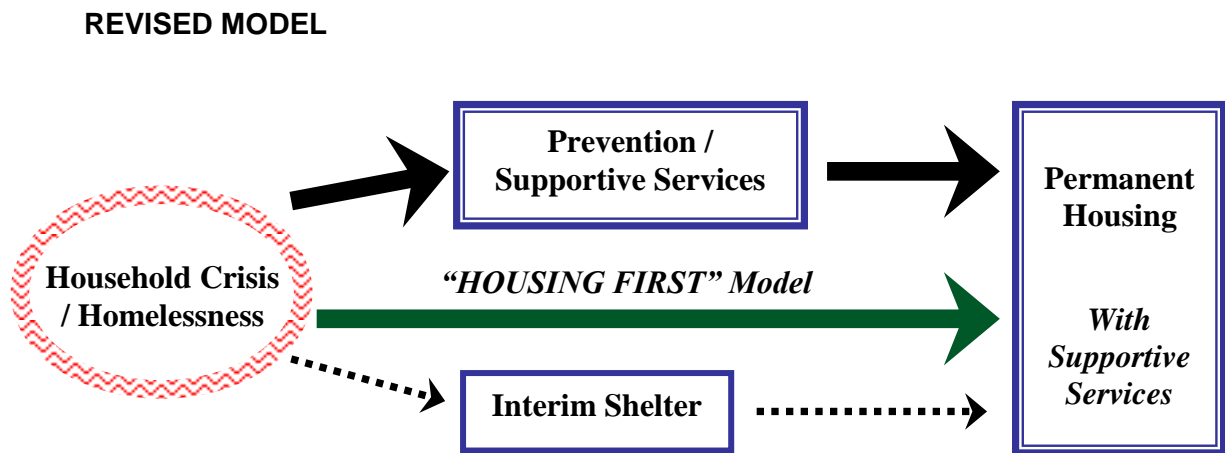 REVISED MODEL
Prevention /
Supportive Services
Permanent
Housing
Household Crisis
/ Homelessness
“HOUSING FIRST” Model
With
Supportive
Services
Interim Shelter